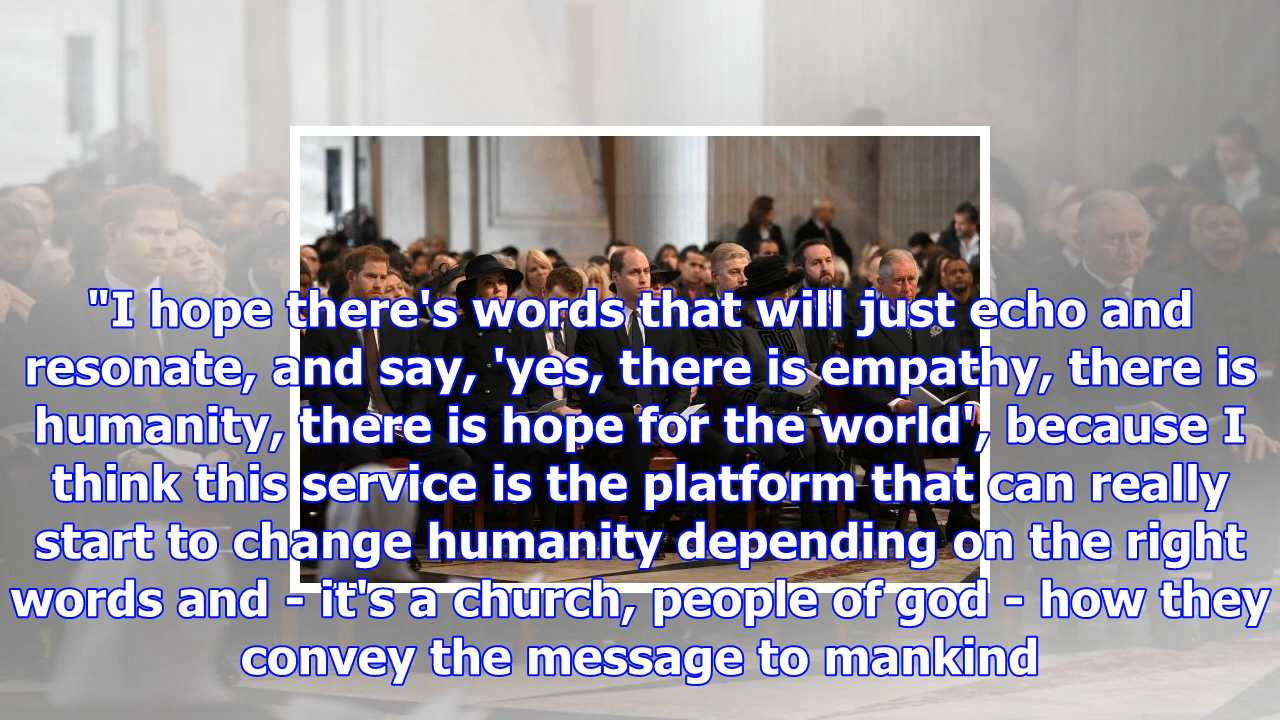 "I hope there's words that will just echo and
resonate, and say, 'yes, there is empathy, there is
humanity, there is hope for the world', because I
think this service is the platform that can really
start to change humanity depending on the right
words and - it's a church, people of god - how they
convey the message to mankind